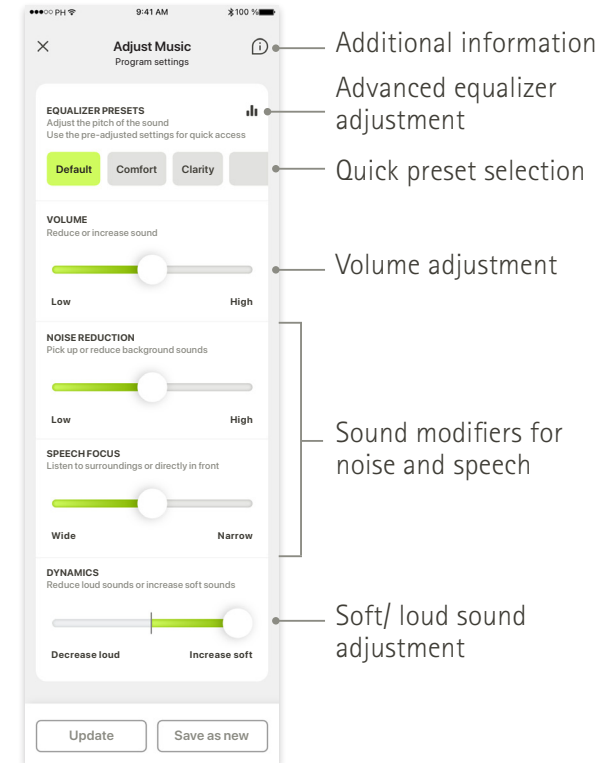 PH 9:41 AM 100 %
Adjust Music
Program settings
Additional information
EQUALIZER PRESETS
Adjust the pitch of the sound
Use the pre-adjusted settings for quick access
Advanced equalizer
adjustment
Default Comfort Clarity
Quick preset selection
VOLUME
Reduce or increase sound
Low High
Volume adjustment
NOISE REDUCTION
Pick up or reduce background sounds
Low High
SPEECH FOCUS
Listen to surroundings or directly in front
Wide Narrow
Sound modifiers for
noise and speech
DYNAMICS
Reduce loud sounds or increase soft sounds
Decrease loud Increase soft
Soft/ loud sound
adjustment
Update Save as new